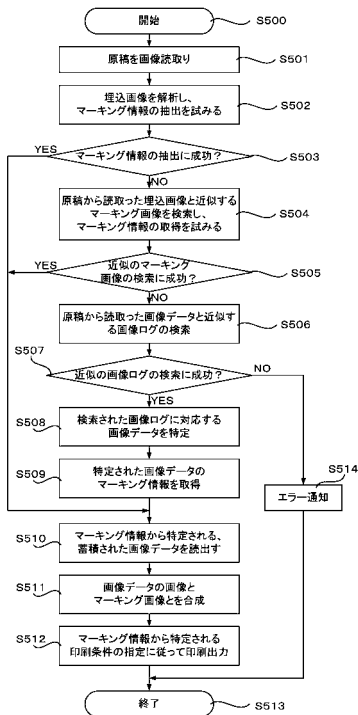 開始
S500
原稿を画像読取り
S501
埋込画像を解析し、
マーキング情報の抽出を試みる
S502
YES
マーキング情報の抽出に成功？
S503
NO
原稿から読取った埋込画像と近似する
マーキング画像を検索し、
マーキング情報の取得を試みる
S504
YES
近似のマーキング
画像の検索に成功？
S505
NO
原稿から読取った画像データと近似す
る画像ログの検索
S506
S507
近似の画像ログの検索に成功？
NO
YES
S508
検索された画像ログに対応する
画像データを特定
S509
特定された画像データの
マーキング情報を取得
S514
エラー通知
S510
マーキング情報から特定される、
蓄積された画像データを読出す
S511
画像データの画像と
マーキング画像とを合成
S512
マーキング情報から特定される
印刷条件の指定に従って印刷出力
終了
S513